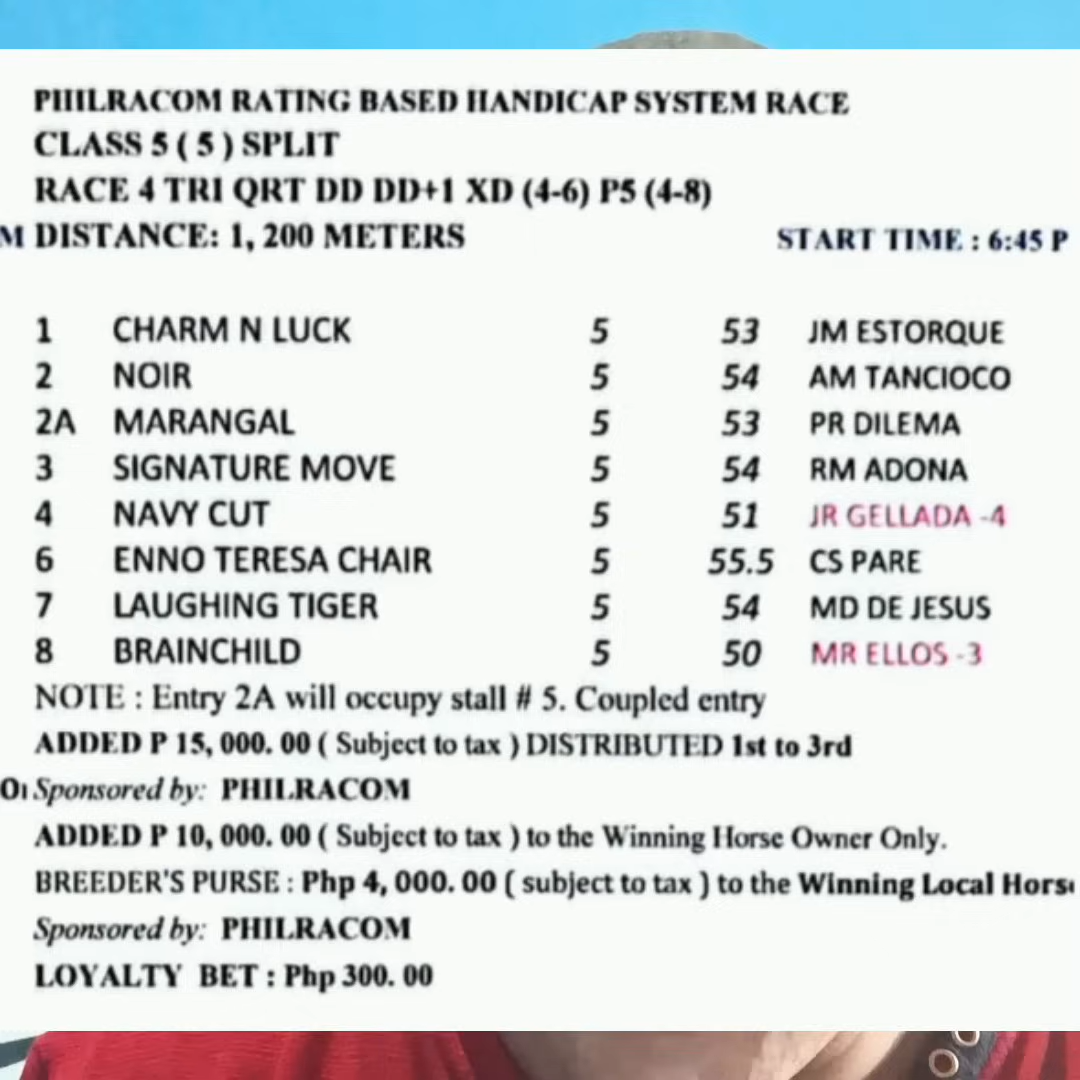 PHILRACOM RATING BASED HANDICAP SYSTEM RACE
CLASS 5 ( 5 ) SPLIT
RACE 4 TRI QRT DD DD+1 XD (4-6) P5 (4-8)
M DISTANCE: 1, 200 METERS START TIME : 6:45 P
1 CHARM N LUCK 5 53 JM ESTORQUE
2 NOIR 5 54 AM TANCIOCO
2A MARANGAL 5 53 PR DILEMA
3 SIGNATURE MOVE 5 54 RM ADONA
4 NAVY CUT 5 51 JR GELLADA -4
6 ENNO TERESA CHAIR 5 55.5 CS PARE
7 LAUGHING TIGER 5 54 MD DE JESUS
8 BRAINCHILD 5 50 MR ELLOS -3
NOTE : Entry 2A will occupy stall # 5. Coupled entry
ADDED P 15, 000. 00 ( Subject to tax ) DISTRIBUTED 1st to 3rd
Sponsored by: PHILRACOM
ADDED P 10, 000. 00 ( Subject to tax ) to the Winning Horse Owner Only.
BREEDER'S PURSE : Php 4, 000. 00 ( subject to tax ) to the Winning Local Hors
Sponsored by: PHILRACOM
LOYALTY BET : Php 300. 00